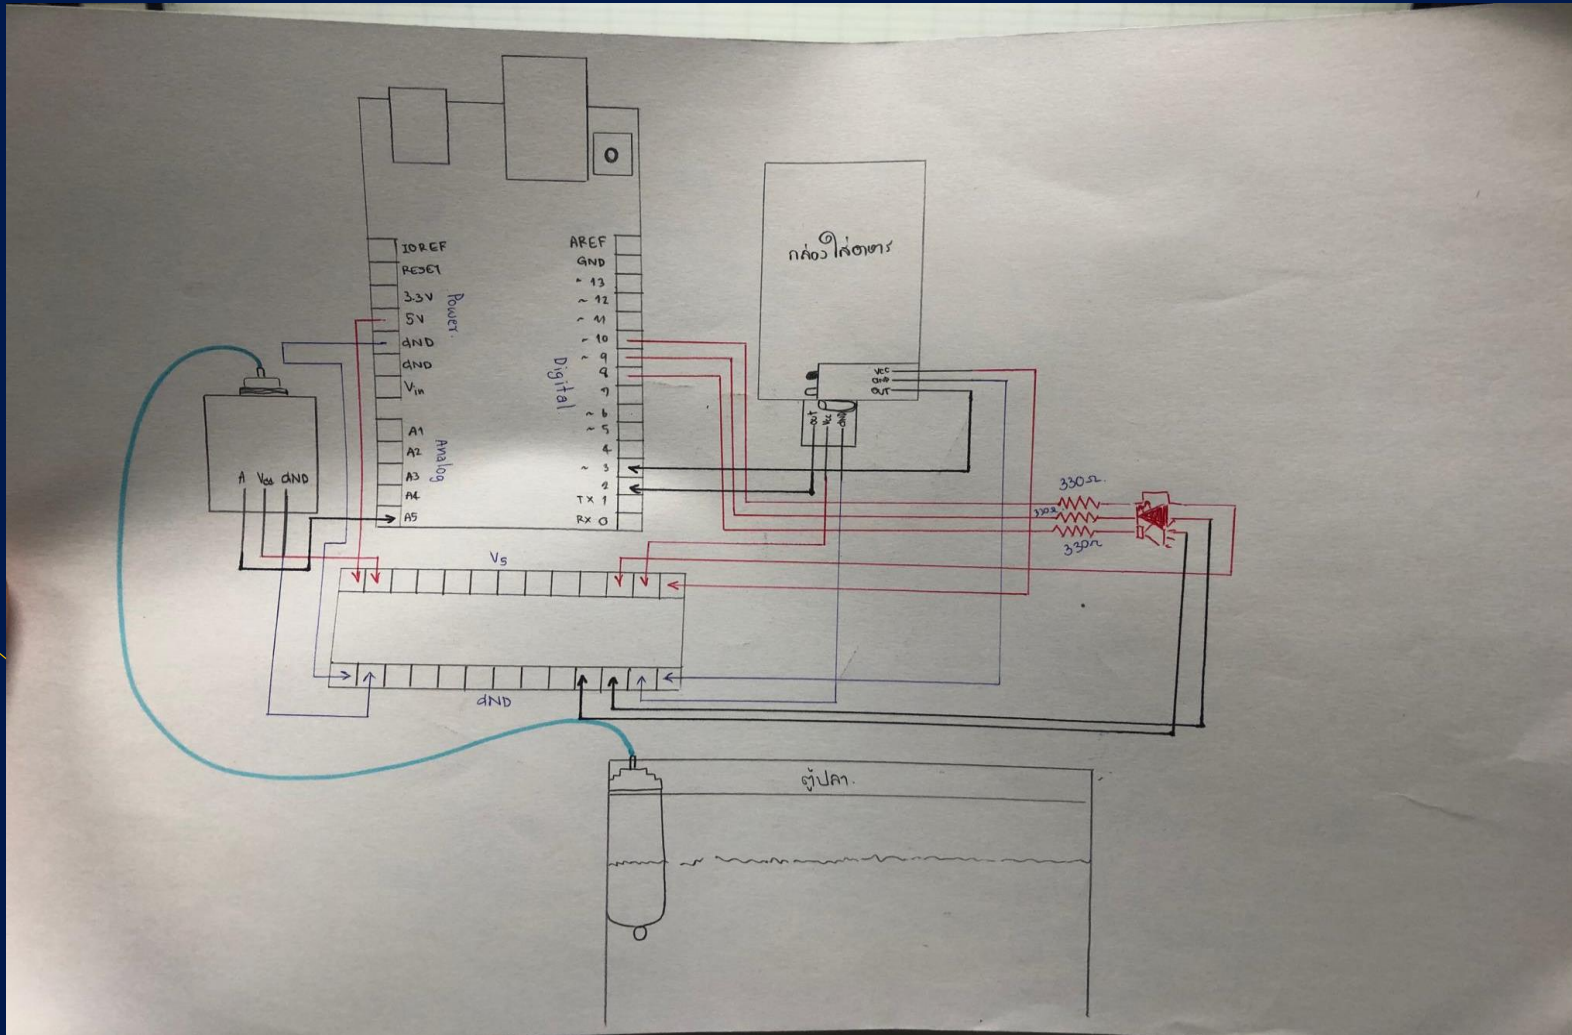 IOREF
RESET
3.3V
5V
GND
GND
Vin
Power.
A1
A2
A3
A4
A5
Analog
AREF
GND
~ 13
~ 12
~ 11
~ 10
~ 9
8
7
~ 6
~ 5
4
~ 3
2
TX 1
RX 0
Digital
กล่องใส่อาหาร
VCC
GND
OUT
OUT
VCC
GND
A
GND
330Ω.
330Ω
330Ω
GND
ตู้ปลา.